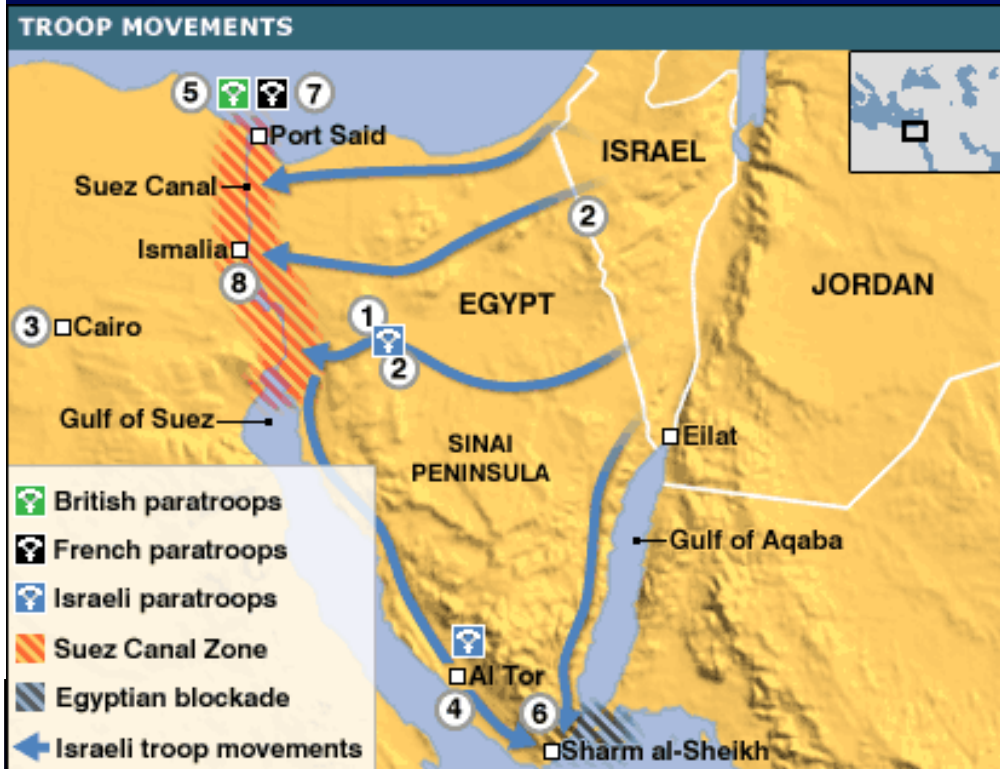 TROOP MOVEMENTS
5
7
Port Said
ISRAEL
Suez Canal
2
Ismalia
8
EGYPT
JORDAN
1
3
Cairo
2
Gulf of Suez
Eilat
SINAI
PENINSULA
British paratroops
Gulf of Aqaba
French paratroops
Israeli paratroops
Suez Canal Zone
Al Tor
Egyptian blockade
4
6
Israeli troop movements
Sharm al-Sheikh